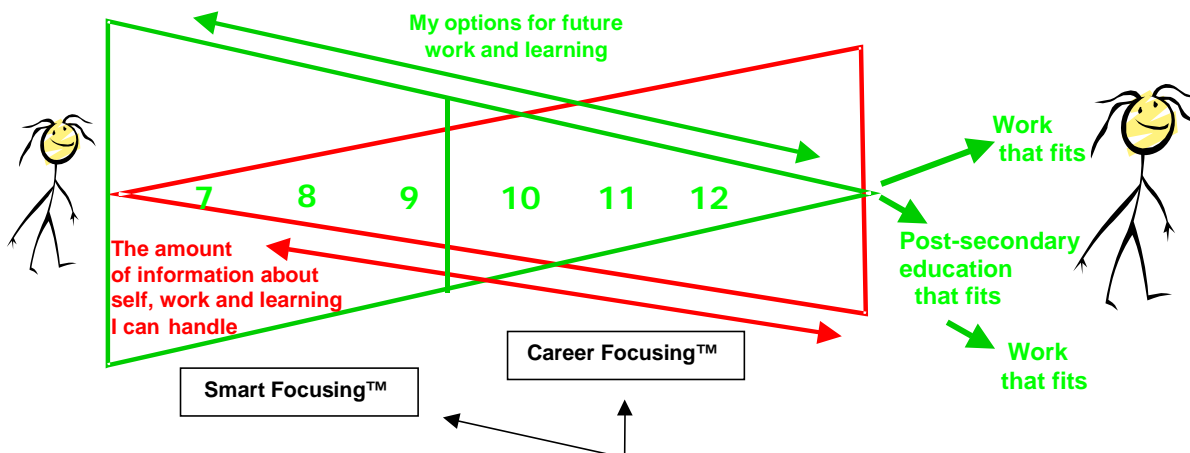 My options for future
work and learning
7 8 9 10 11 12
The amount
of information about
self, work and learning
I can handle
Work
that fits
Post-secondary
education
that fits
Work
that fits
Career Focusing™
Smart Focusing™